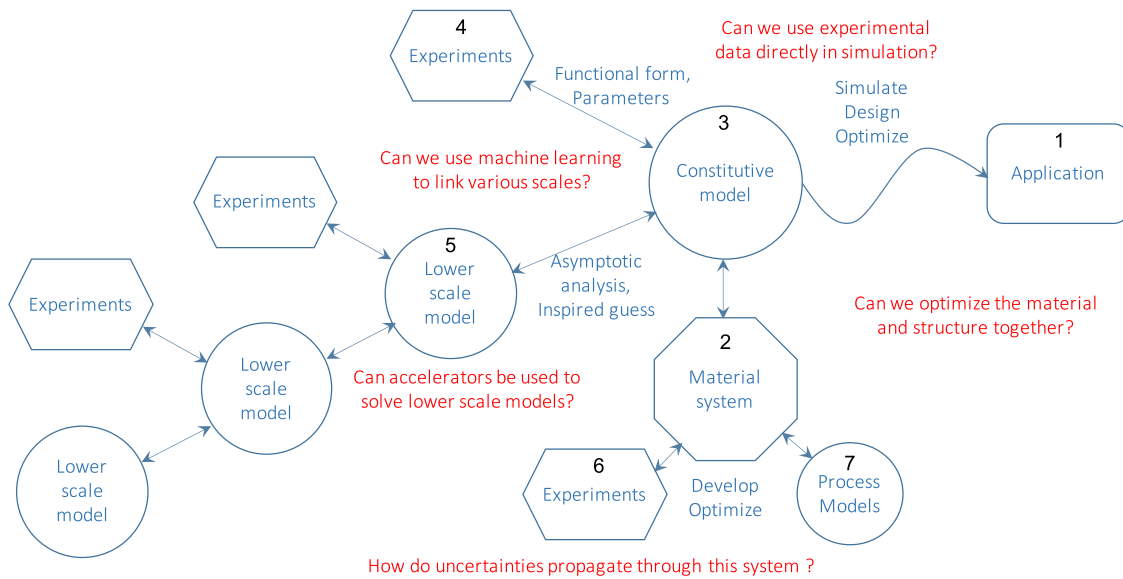 4
Experiments
Can we use experimental
data directly in simulation?
Functional form,
Parameters
Simulate
Design
Optimize
3
Constitutive
model
1
Application
Can we use machine learning
to link various scales?
Experiments
5
Lower
scale
model
Asymptotic
analysis,
Inspired guess
Experiments
Can we optimize the material
and structure together?
2
Material
system
Lower
scale
model
Can accelerators be used to
solve lower scale models?
Lower
scale
model
6
Experiments
Develop
Optimize
7
Process
Models
How do uncertainties propagate through this system ?